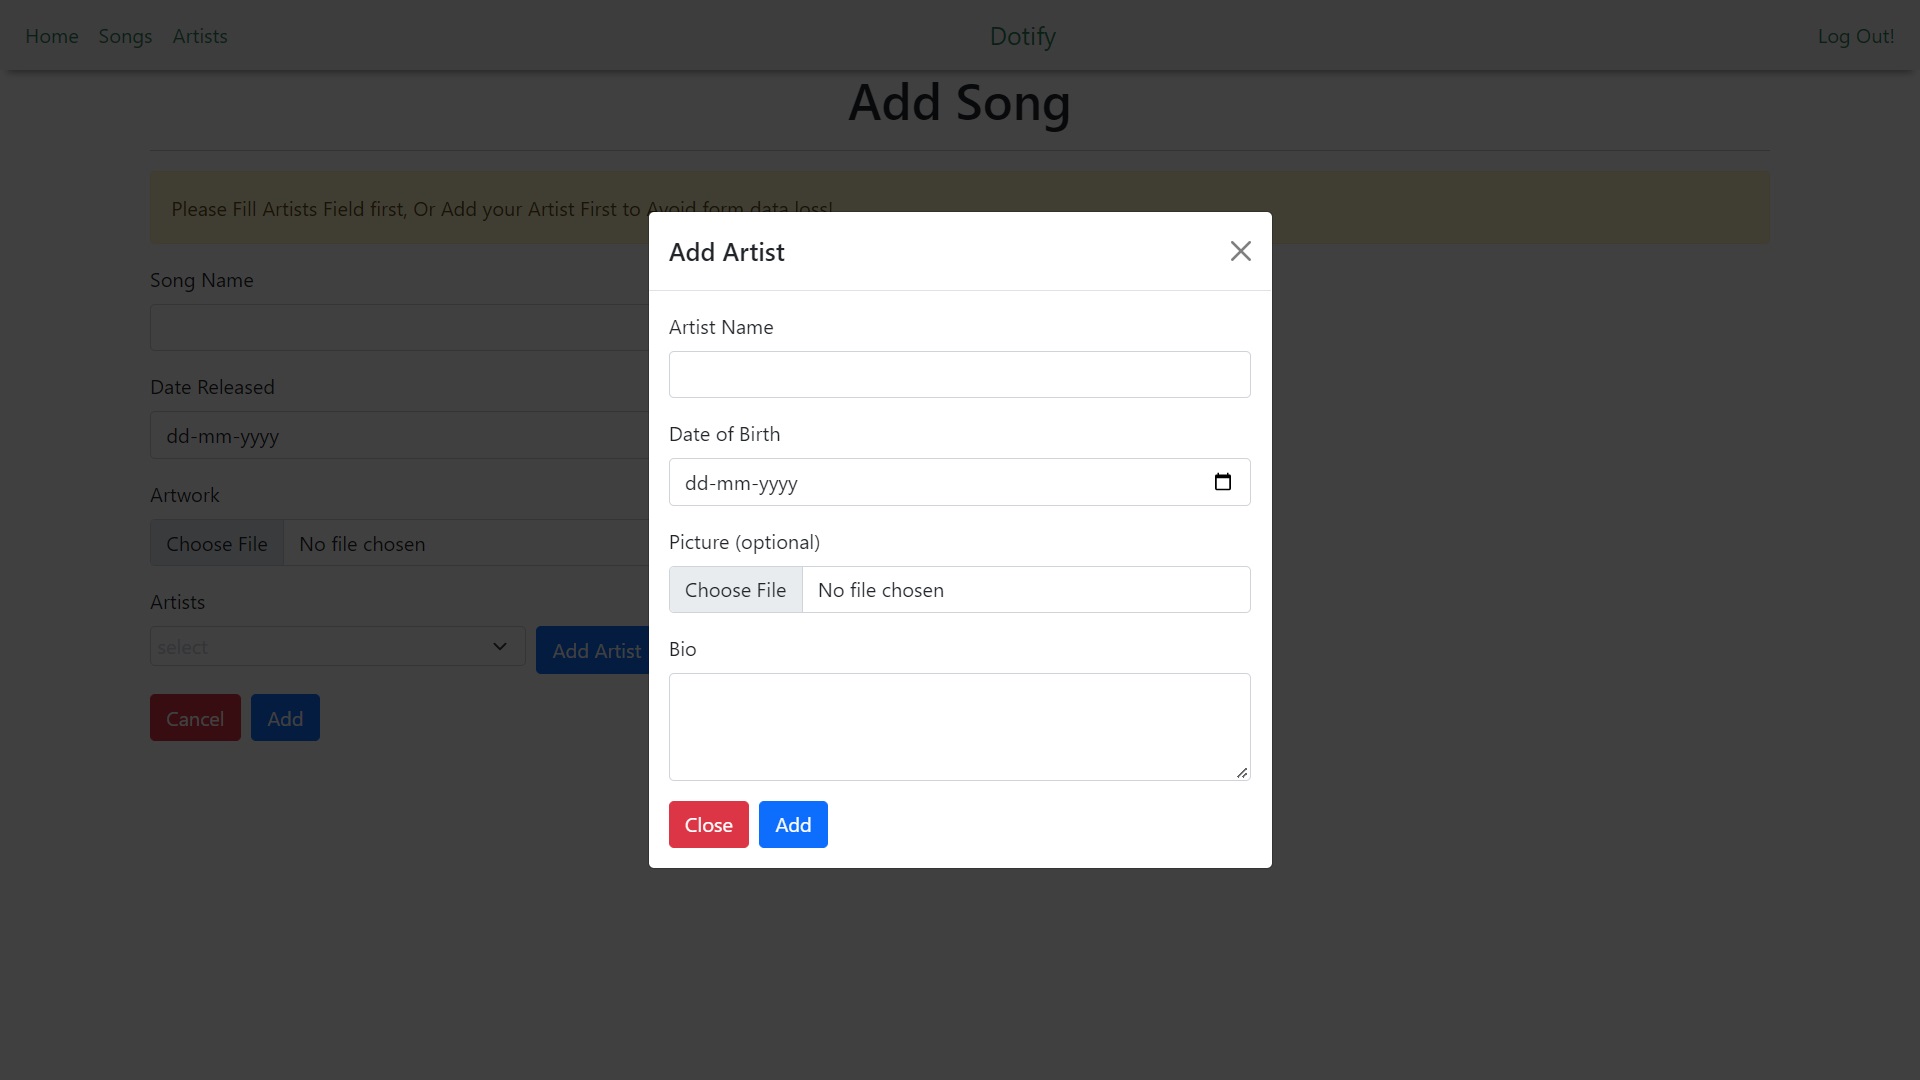 Home Songs Artists Dotify Log Out!
Add Song
Please Fill Artists Field first, Or Add your Artist First to Avoid form data loss!
Song Name
Date Released
dd-mm-yyyy
Artwork
Choose File No file chosen
Artists
select Add Artist
Cancel Add
Add Artist
Artist Name
Date of Birth
dd-mm-yyyy
Picture (optional)
Choose File No file chosen
Bio
Close Add